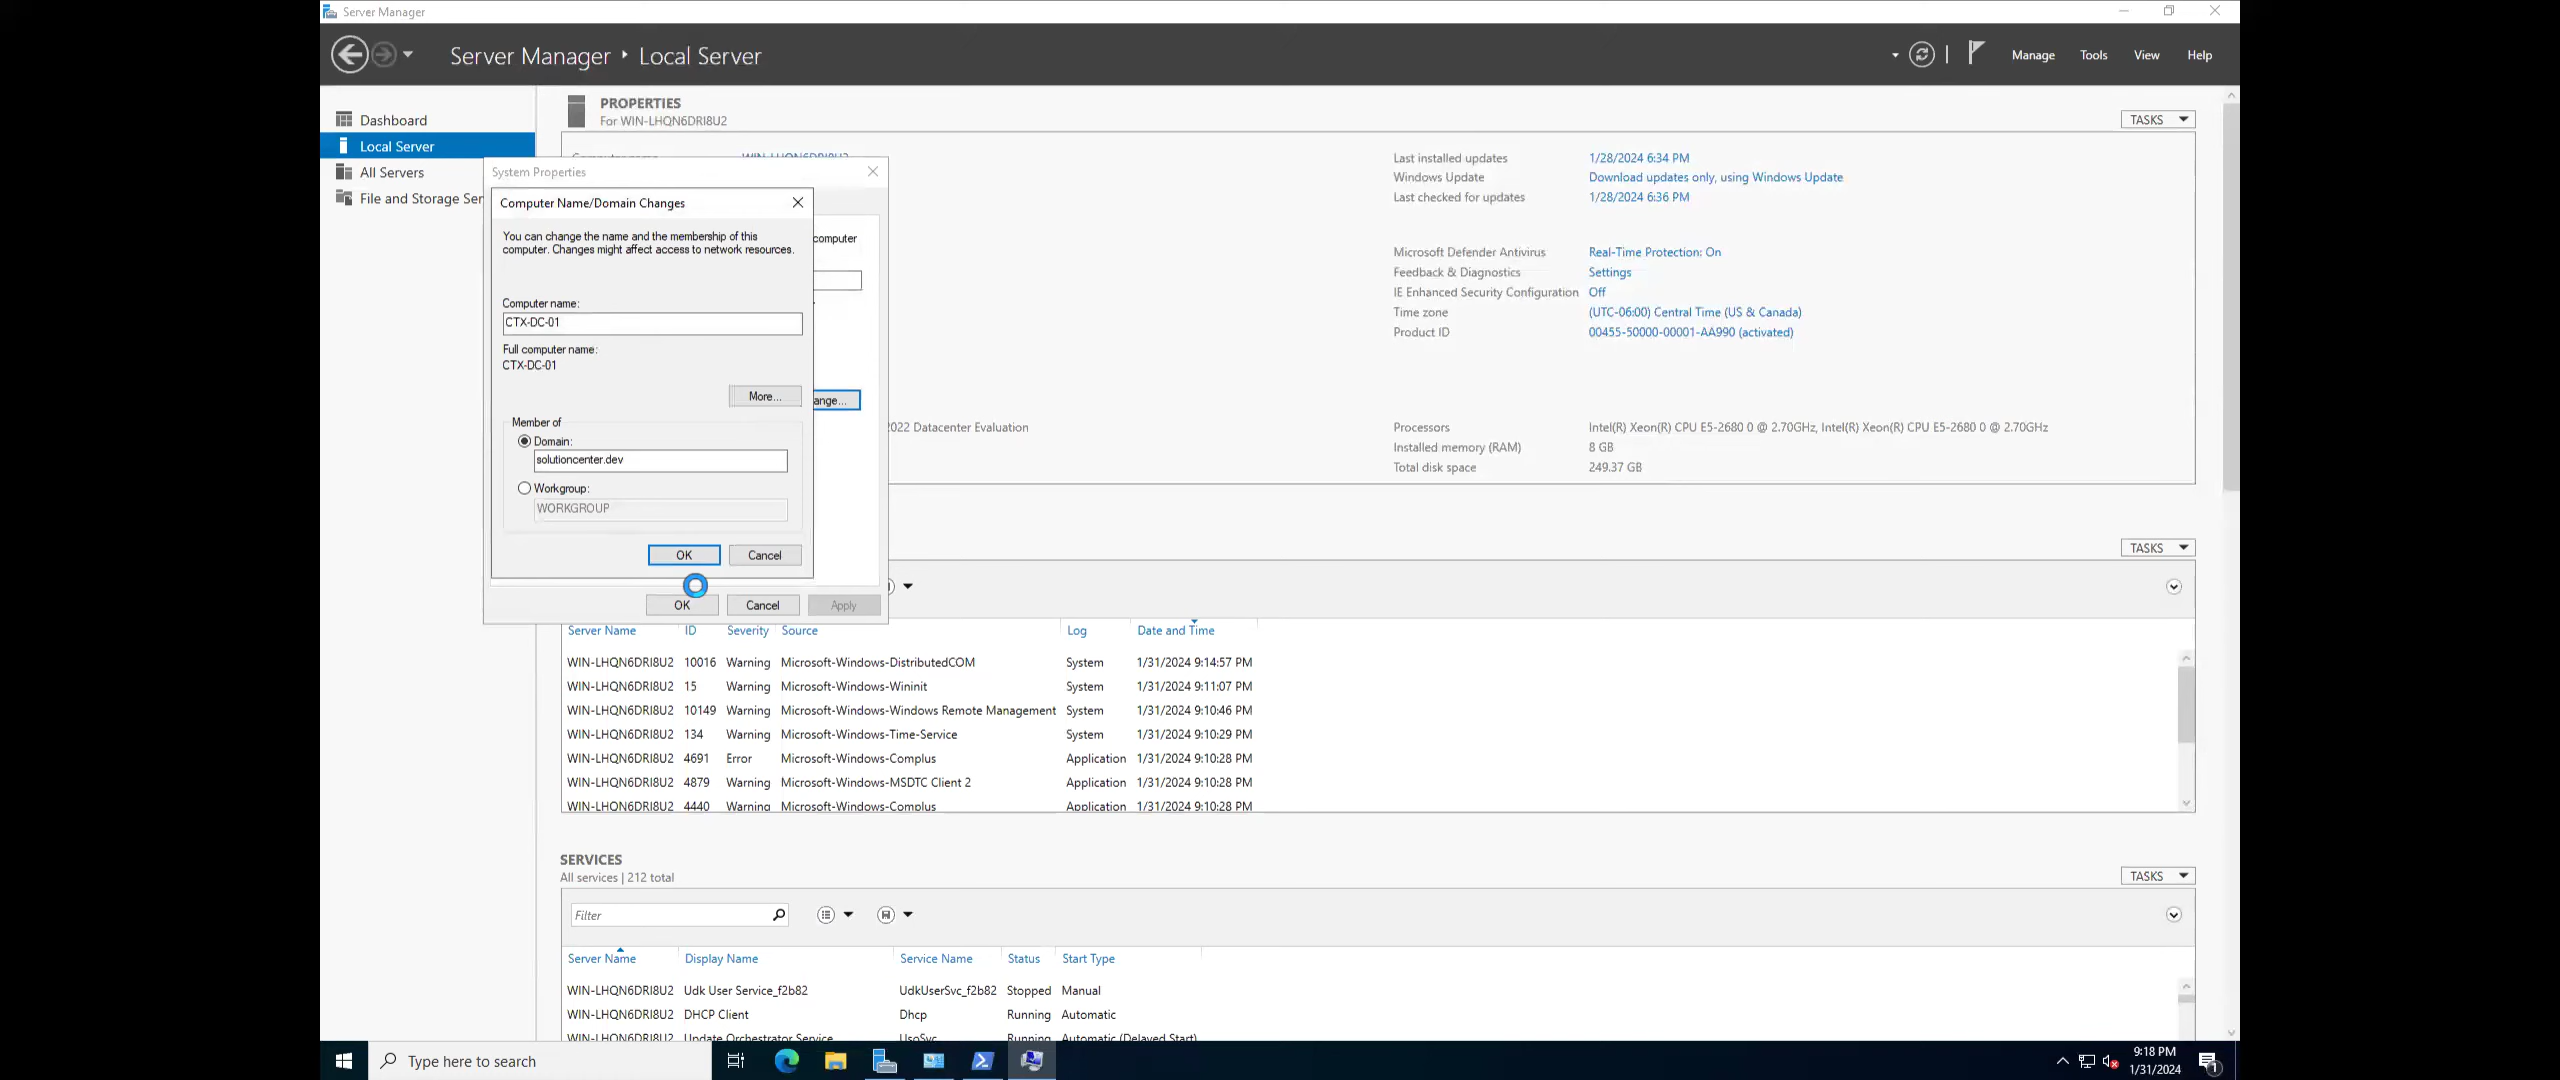 Server Manager
Server Manager • Local Server
Manage Tools View Help
Dashboard
Local Server
All Servers
File and Storage Ser
PROPERTIES
For WIN-LHQN6DRI8U2
TASKS
WIN-LHQN6DRI8U2
Last installed updates 1/28/2024 6:34 PM
Windows Update Download updates only, using Windows Update
Last checked for updates 1/28/2024 6:36 PM
Microsoft Defender Antivirus Real-Time Protection: On
Feedback & Diagnostics Settings
IE Enhanced Security Configuration Off
Time zone (UTC-06:00) Central Time (US & Canada)
Product ID 00455-50000-00001-AA990 (activated)
2022 Datacenter Evaluation
Processors Intel(R) Xeon(R) CPU E5-2680 0 @ 2.70GHz, Intel(R) Xeon(R) CPU E5-2680 0 @ 2.70GHz
Installed memory (RAM) 8 GB
Total disk space 249.37 GB
System Properties
computer
ange...
OK Cancel Apply
Computer Name/Domain Changes
You can change the name and the membership of this
computer. Changes might affect access to network resources.
Computer name:
CTX-DC-01
Full computer name:
CTX-DC-01
More...
Member of
Domain:
solutioncenter.dev
Workgroup:
WORKGROUP
OK Cancel
TASKS
Server Name ID Severity Source Log Date and Time
WIN-LHQN6DRI8U2 10016 Warning Microsoft-Windows-DistributedCOM System 1/31/2024 9:14:57 PM
WIN-LHQN6DRI8U2 15 Warning Microsoft-Windows-Wininit System 1/31/2024 9:11:07 PM
WIN-LHQN6DRI8U2 10149 Warning Microsoft-Windows-Windows Remote Management System 1/31/2024 9:10:46 PM
WIN-LHQN6DRI8U2 134 Warning Microsoft-Windows-Time-Service System 1/31/2024 9:10:29 PM
WIN-LHQN6DRI8U2 4691 Error Microsoft-Windows-Complus Application 1/31/2024 9:10:28 PM
WIN-LHQN6DRI8U2 4879 Warning Microsoft-Windows-MSDTC Client 2 Application 1/31/2024 9:10:28 PM
WIN-LHQN6DRI8U2 4440 Warning Microsoft-Windows-Complus Application 1/31/2024 9:10:28 PM
SERVICES
All services | 212 total
TASKS
Filter
Server Name Display Name Service Name Status Start Type
WIN-LHQN6DRI8U2 Udk User Service_f2b82 UdkUserSvc_f2b82 Stopped Manual
WIN-LHQN6DRI8U2 DHCP Client Dhcp Running Automatic
WIN-LHQN6DRI8U2 Update Orchestrator Service UsoSvc Running Automatic (Delayed Start)
Type here to search
9:18 PM
1/31/2024
1